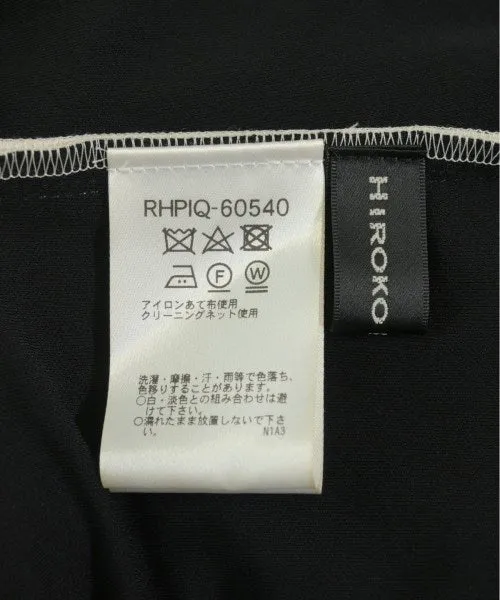 RHPIQ-60540
F
W
アイロンあて布使用
クリーニングネット使用
洗濯・摩擦・汗・雨等で色落ち、
色移りすることがあります。
○白・淡色との組み合わせは避
けて下さい。
○濡れたまま放置しないで下さ
い。
N1A3
HIROKO